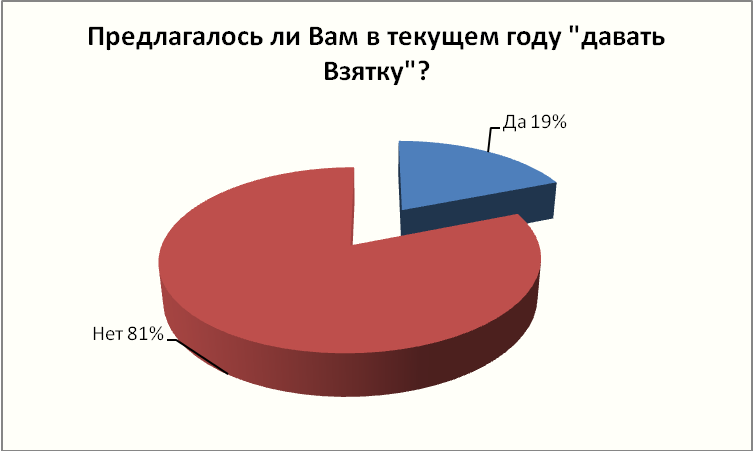 Предлагалось ли Вам в текущем году "давать
Взятку"?
Да 19%
Нет 81%